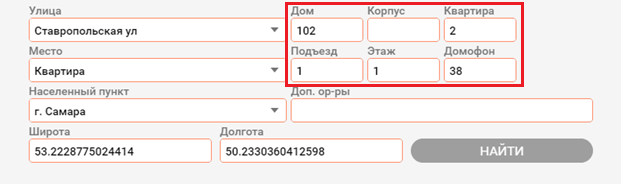 Улица Дом Корпус Квартира
Ставропольская ул 102 2
Место Подъезд Этаж Домофон
Квартира 1 1 38
Населенный пункт Доп. ор-ры
г. Самара
Широта Долгота
53.2228775024414 50.2330360412598 НАЙТИ